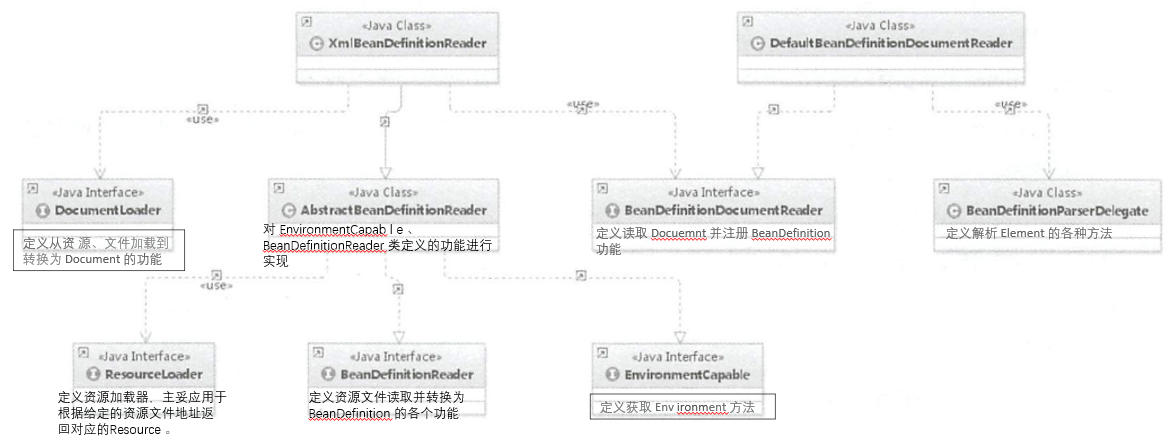 «Java Class»
XmlBeanDefinitionReader
«Java Class»
DefaultBeanDefinitionDocumentReader
«use»
«use»
«use»
«Java Interface»
DocumentLoader
定义从资 源、文件加载到
转换为 Document 的功能
«Java Class»
AbstractBeanDefinitionReader
对 EnvironmentCapab l e 、
BeanDefinitionReader 类定义的功能进行
实现
«Java Interface»
BeanDefinitionDocumentReader
定义读取 Docuemnt 并注册 BeanDefinition
功能
«Java Class»
BeanDefinitionParserDelegate
定义解析 Element 的各种方法
«use»
«Java Interface»
ResourceLoader
定义资源加载器，主妥应用于
根据给定的资源文件地址返
回对应的Resource 。
«Java Interface»
BeanDefinitionReader
定义资源文件读取并转换为
BeanDefinition 的各个功能
«Java Interface»
EnvironmentCapable
定义获取 Env ironment 方法